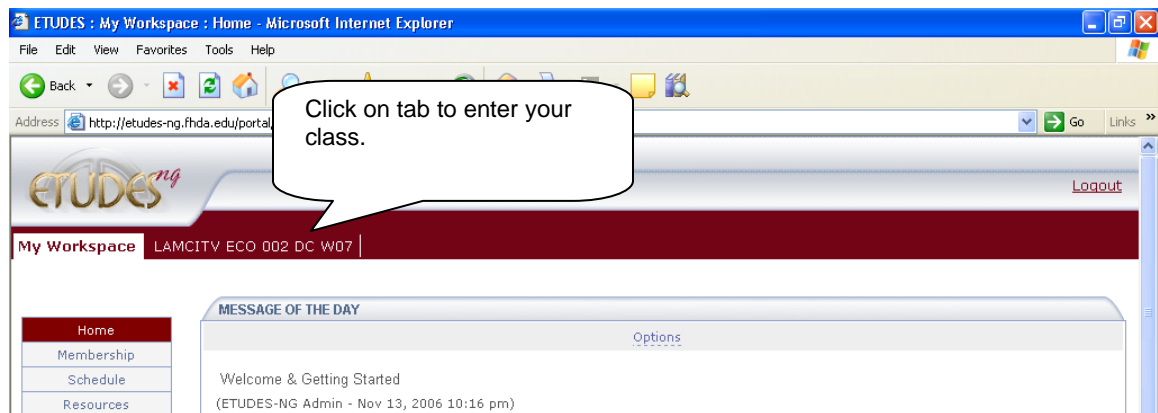 ETUDES : My Workspace : Home - Microsoft Internet Explorer
File Edit View Favorites Tools Help
Back
Click on tab to enter your
class.
Address http://etudes-ng.fhda.edu/portal Go Links »
ETUDES ng
Logout
My Workspace LAMCITV ECO 002 DC W07
MESSAGE OF THE DAY
Home
Options
Membership
Schedule
Welcome & Getting Started
Resources
(ETUDES-NG Admin - Nov 13, 2006 10:16 pm)